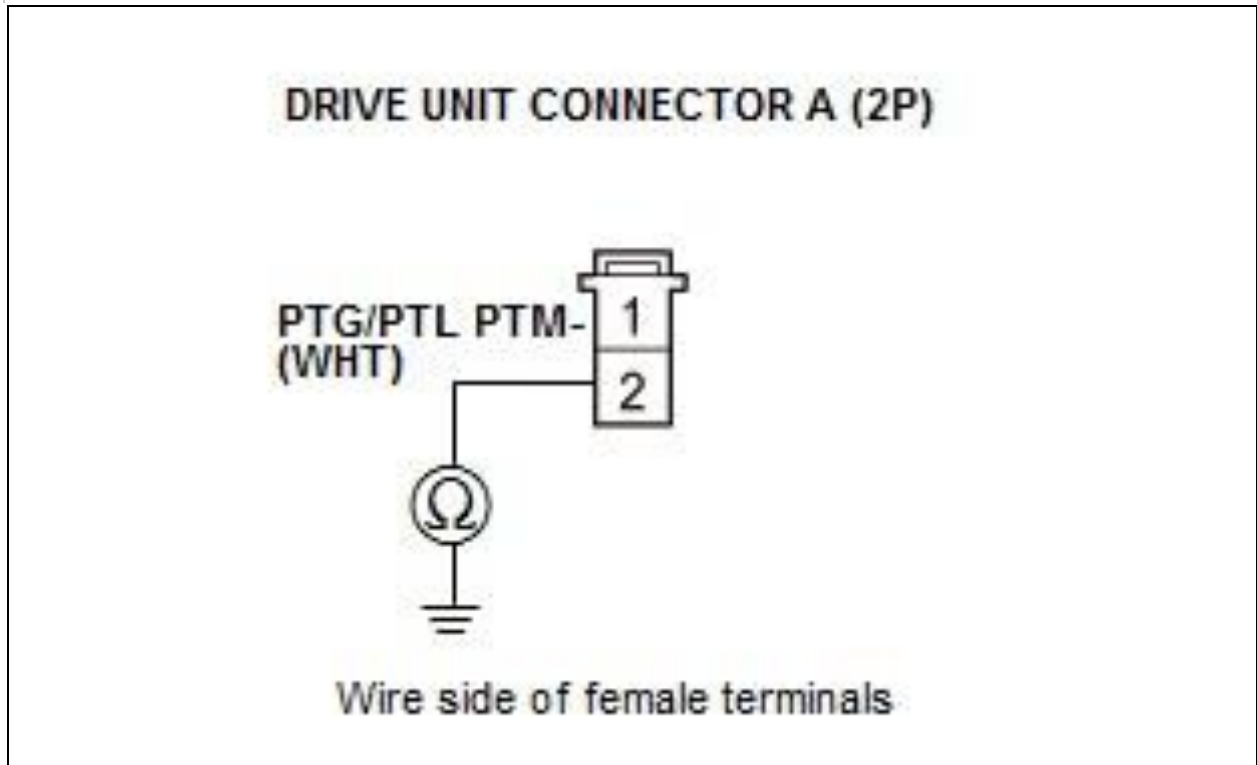 DRIVE UNIT CONNECTOR A (2P)
PTG/PTL PTM-
(WHT)
1
2
Ω
Wire side of female terminals